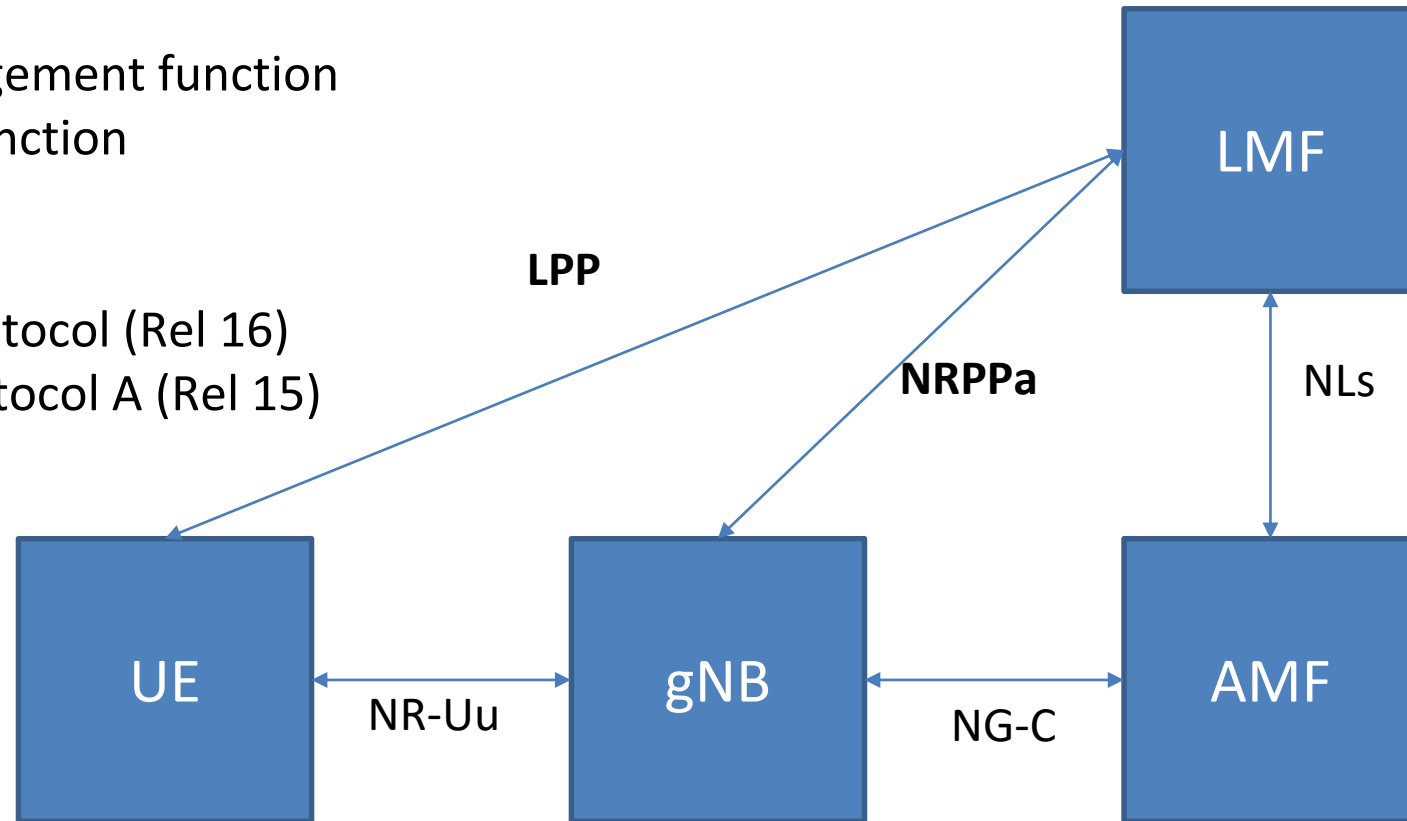 gement function
nction
LMF
LPP
tocol (Rel 16)
NRPPa
NLs
tocol A (Rel 15)
UE
gNB
AMF
NR-Uu
NG-C